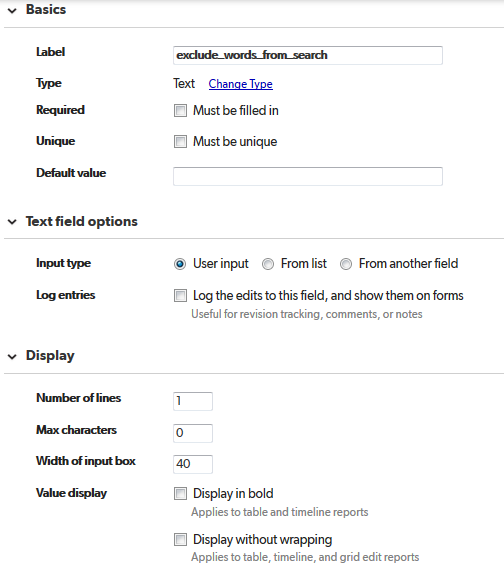 Basics
Label exclude_words_from_search
Type Text Change Type
Required Must be filled in
Unique Must be unique
Default value
Text field options
Input type User input From list From another field
Log entries Log the edits to this field, and show them on forms
Useful for revision tracking, comments, or notes
Display
Number of lines 1
Max characters 0
Width of input box 40
Value display Display in bold
Applies to table and timeline reports
Display without wrapping
Applies to table, timeline, and grid edit reports